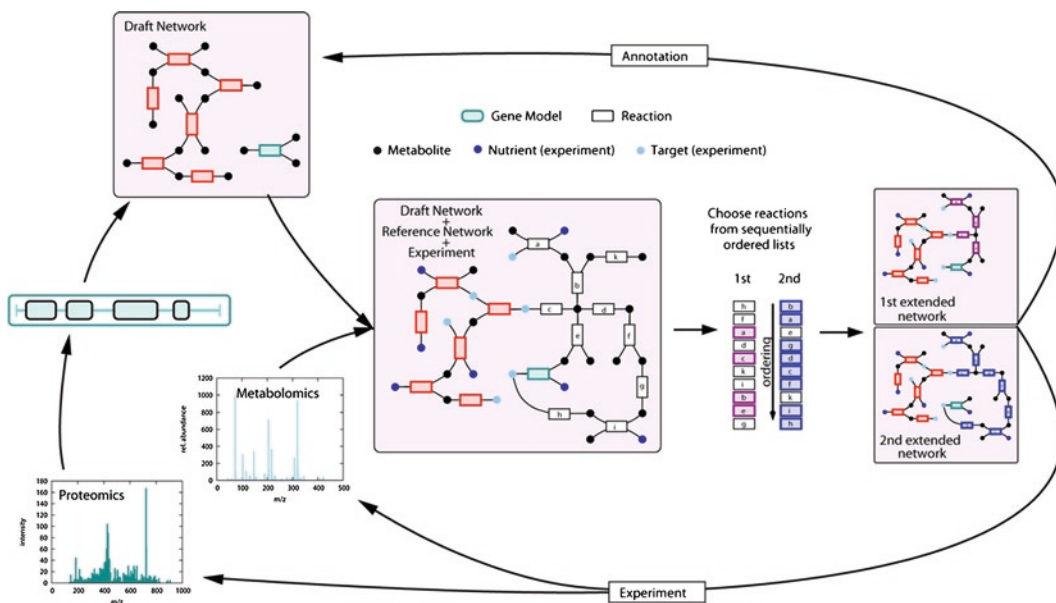 Draft Network
Annotation
Gene Model
Reaction
Metabolite
Nutrient (experiment)
Target (experiment)
Draft Network
+
Reference Network
+
Experiment
a
k
b
c
d
e
f
g
h
i
Choose reactions
from sequentially
ordered lists
1st
2nd
h
f
a
d
c
k
i
b
e
g
ordering
b
a
e
g
d
c
f
k
i
h
1st extended
network
2nd extended
network
Metabolomics
rel. abundance
1200
1000
800
600
400
200
0
0 100 200 300 400 500
m/z
Proteomics
intensity
180
160
140
120
100
80
60
40
20
0
0 200 400 600 800 1000
m/z
Experiment